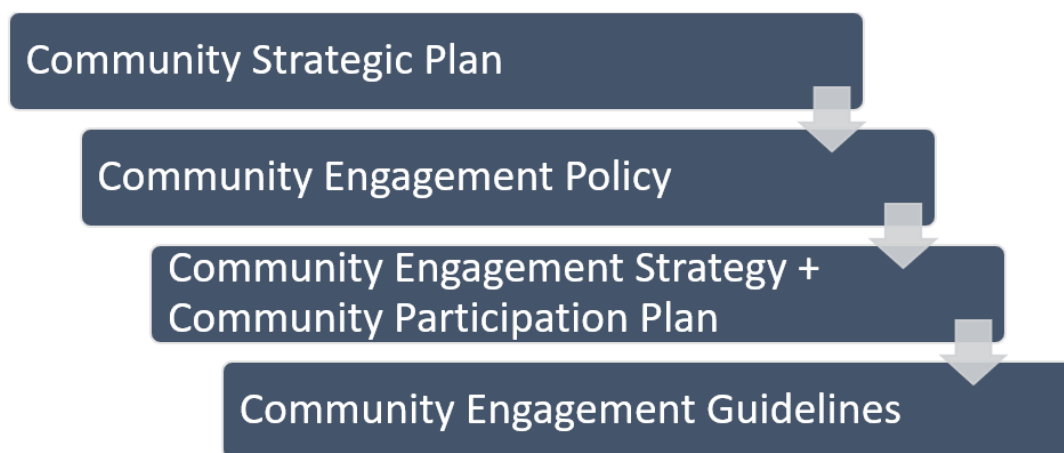 Community Strategic Plan
Community Engagement Policy
Community Engagement Strategy +
Community Participation Plan
Community Engagement Guidelines